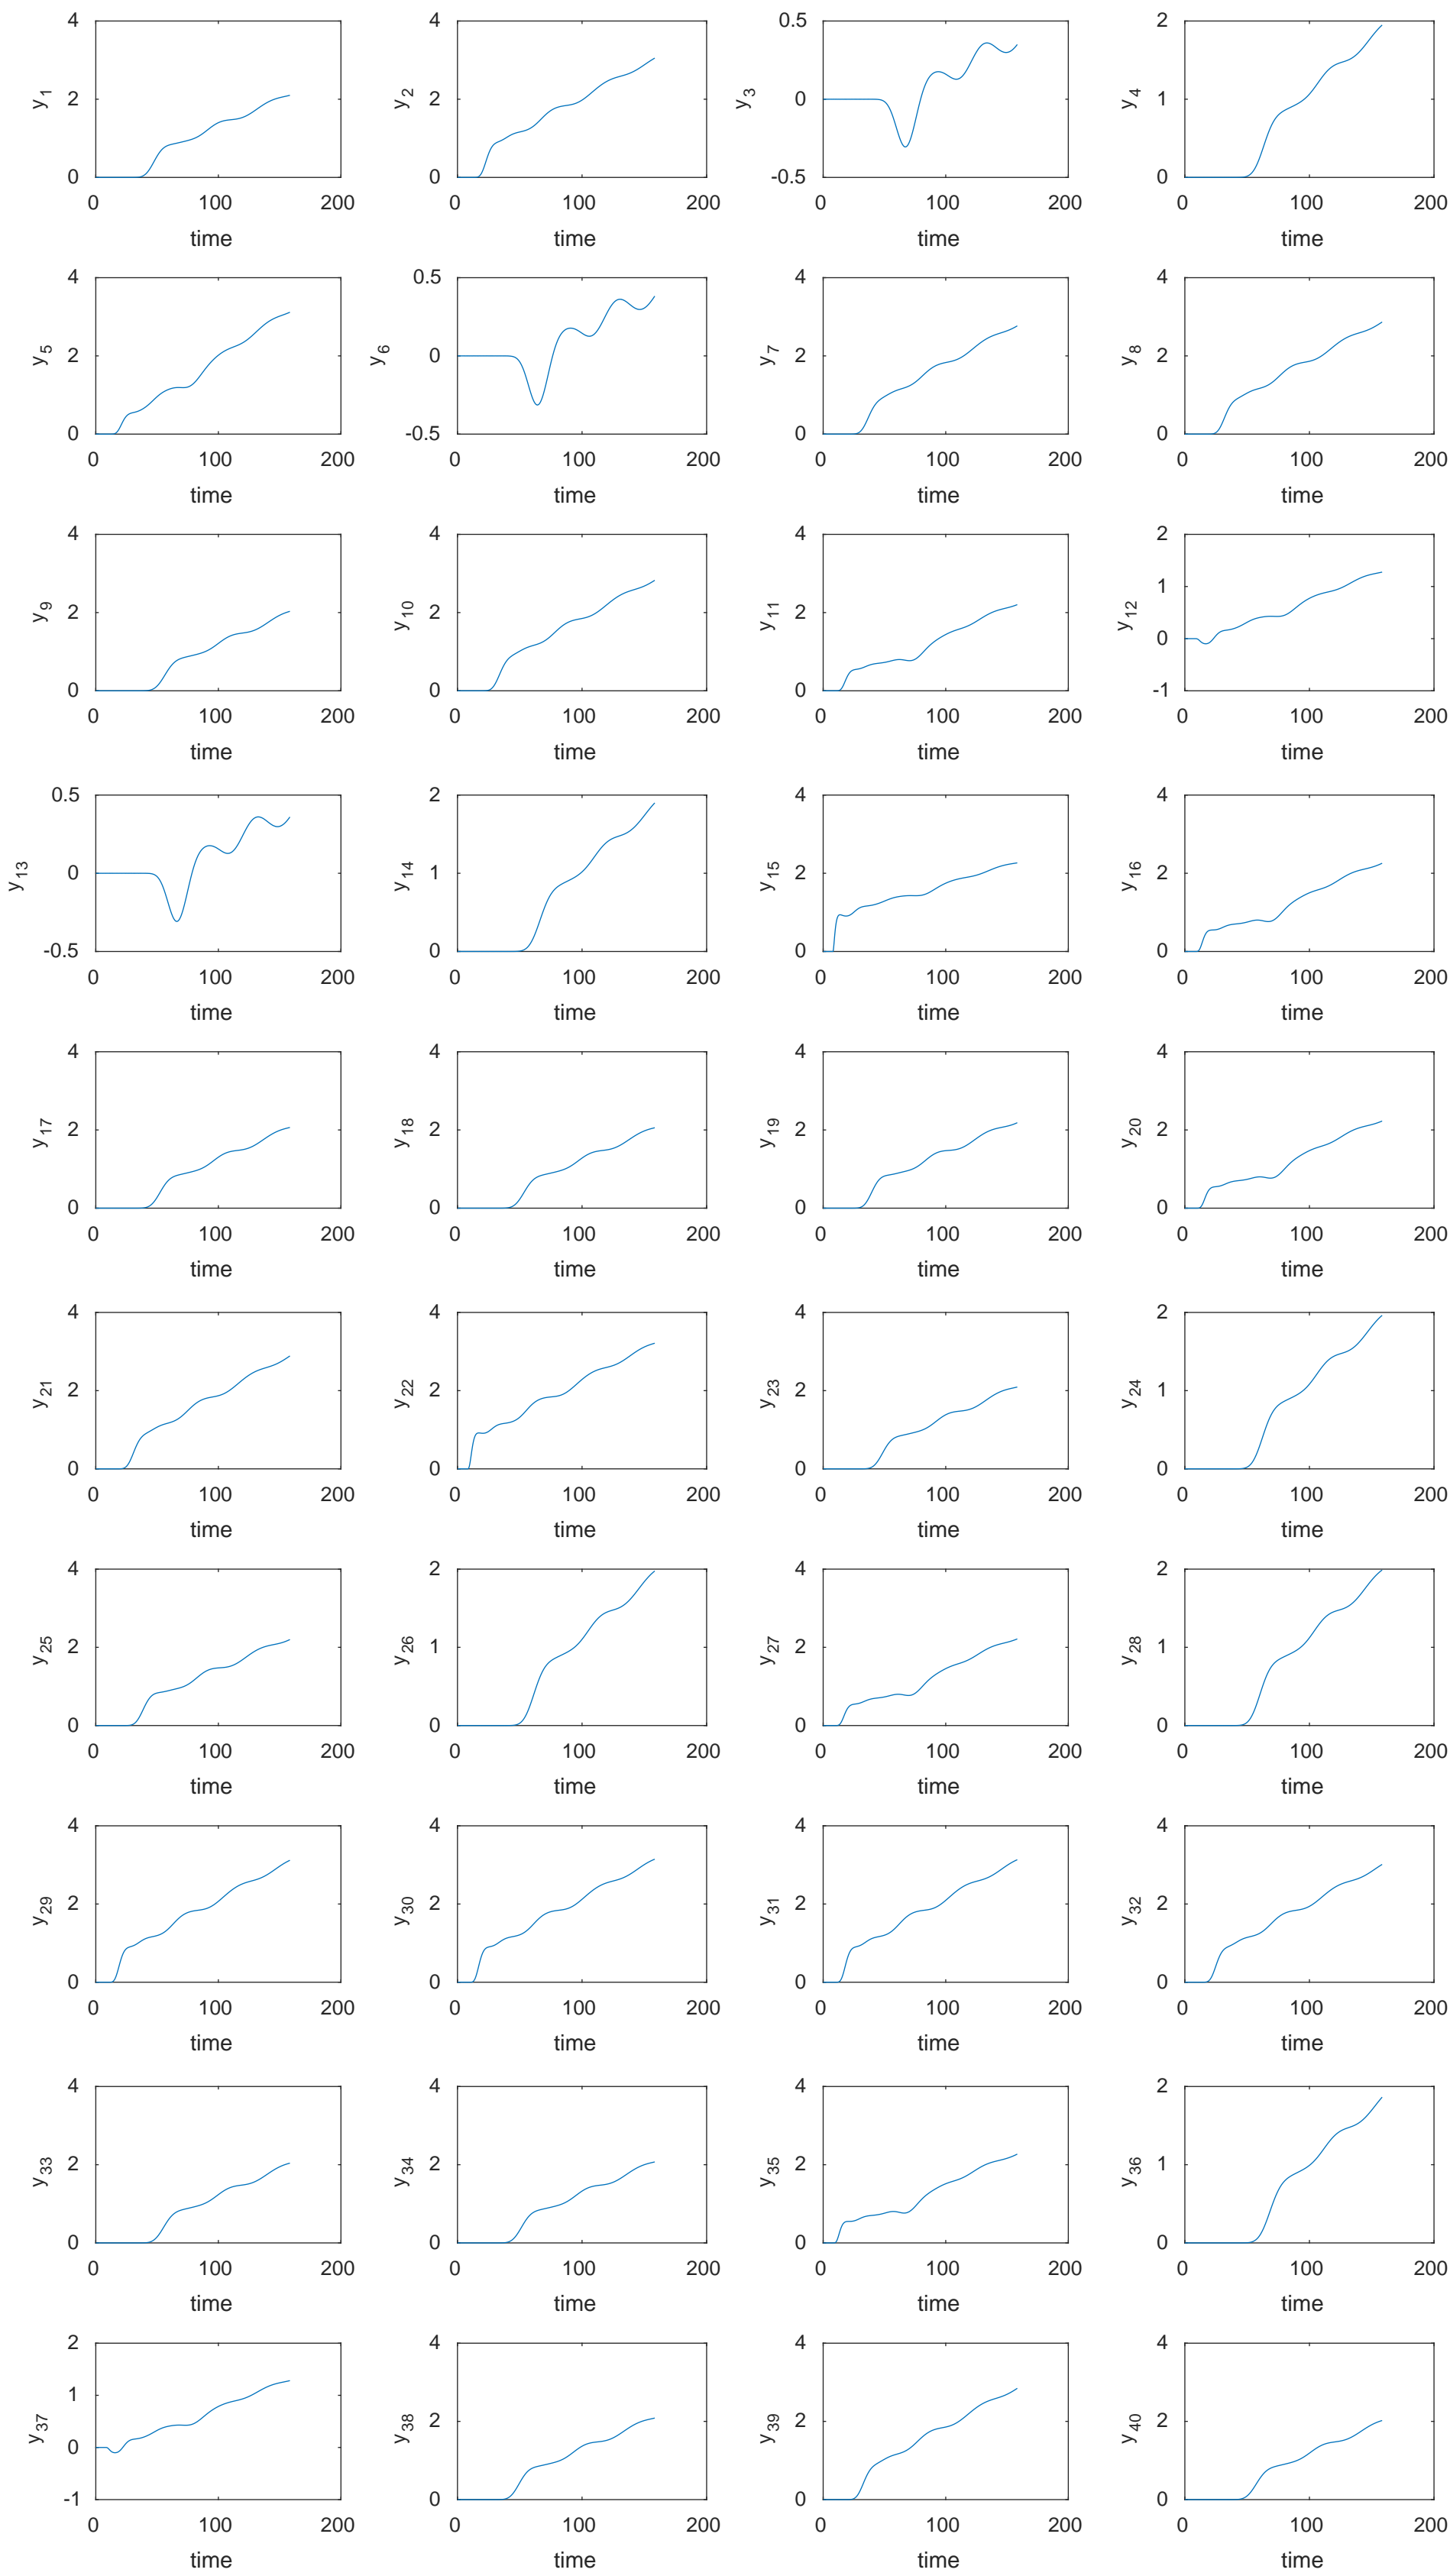 4 4 0.5 2
y1 2 y2 2 y3 0 y4 1
0 0 -0.5 0
0 100 200 0 100 200 0 100 200 0 100 200
time time time time
4 0.5 4 4
y5 2 y6 0 y7 2 y8 2
0 -0.5 0 0
0 100 200 0 100 200 0 100 200 0 100 200
time time time time
4 4 4 2
y9 2 y10 2 y11 2 y12 1
0
0 0 0 -1
0 100 200 0 100 200 0 100 200 0 100 200
time time time time
0.5 2 4 4
y13 0 y14 1 y15 2 y16 2
-0.5 0 0 0
0 100 200 0 100 200 0 100 200 0 100 200
time time time time
4 4 4 4
y17 2 y18 2 y19 2 y20 2
0 0 0 0
0 100 200 0 100 200 0 100 200 0 100 200
time time time time
4 4 4 2
y21 2 y22 2 y23 2 y24 1
0 0 0 0
0 100 200 0 100 200 0 100 200 0 100 200
time time time time
4 2 4 2
y25 2 y26 1 y27 2 y28 1
0 0 0 0
0 100 200 0 100 200 0 100 200 0 100 200
time time time time
4 4 4 4
y29 2 y30 2 y31 2 y32 2
0 0 0 0
0 100 200 0 100 200 0 100 200 0 100 200
time time time time
4 4 4 2
y33 2 y34 2 y35 2 y36 1
0 0 0 0
0 100 200 0 100 200 0 100 200 0 100 200
time time time time
2 4 4 4
1
y37 0 y38 2 y39 2 y40 2
-1 0 0 0
0 100 200 0 100 200 0 100 200 0 100 200
time time time time